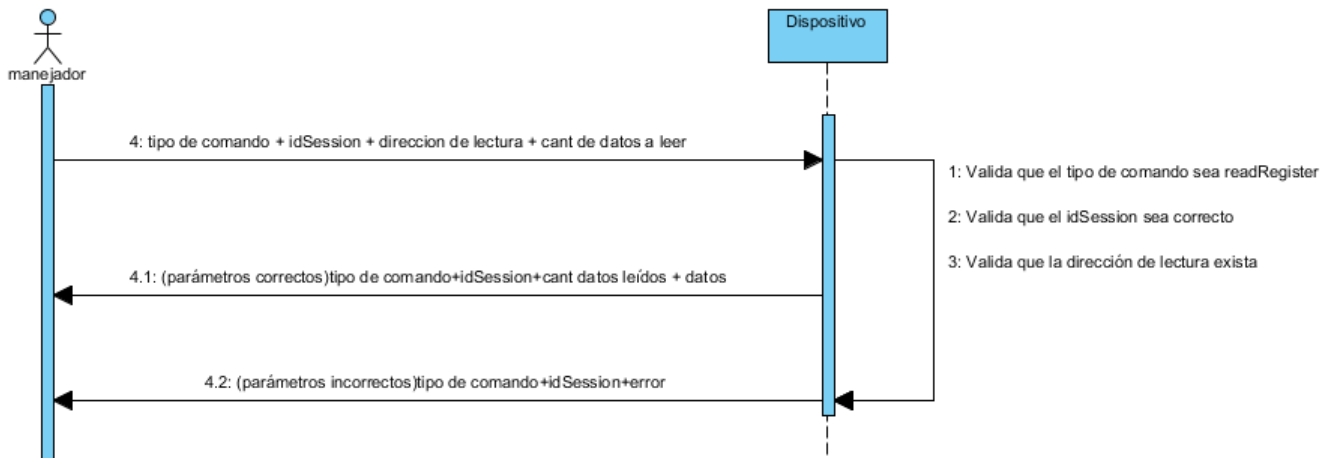 manejador
Dispositivo
4: tipo de comando + idSession + direccion de lectura + cant de datos a leer
1: Valida que el tipo de comando sea readRegister
2: Valida que el idSession sea correcto
3: Valida que la dirección de lectura exista
4.1: (parámetros correctos)tipo de comando+idSession+cant datos leídos + datos
4.2: (parámetros incorrectos)tipo de comando+idSession+error